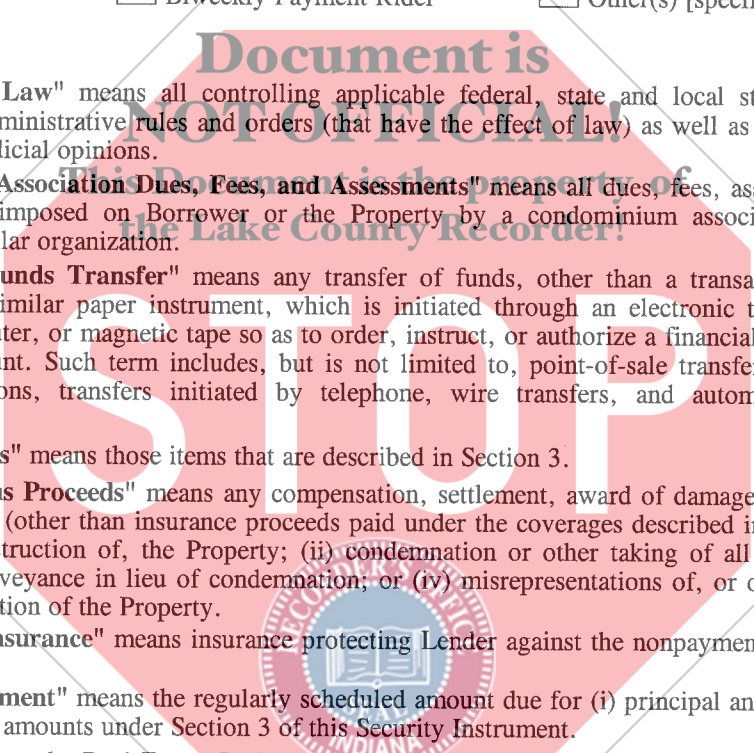 Biweekly Payment Rider Other(s) [speci
Document is
Law" means all controlling applicable federal, state and local st
NOT OFFICIAL!
ministrative rules and orders (that have the effect of law) as well as
licial opinions.
This Document is the property of
Association Dues, Fees, and Assessments" means all dues, fees, ass
imposed on Borrower or the Property by a condominium associ
the Lake County Recorder!
lar organization.
unds Transfer" means any transfer of funds, other than a transa
imilar paper instrument, which is initiated through an electronic t
STOP
ter, or magnetic tape so as to order, instruct, or authorize a financial
nt. Such term includes, but is not limited to, point-of-sale transfe
ons, transfers initiated by telephone, wire transfers, and autom
s" means those items that are described in Section 3.
s Proceeds" means any compensation, settlement, award of damage
(other than insurance proceeds paid under the coverages described i
truction of, the Property; (ii) condemnation or other taking of all
veyance in lieu of condemnation; or (iv) misrepresentations of, or
tion of the Property.
RECORDER'S OFFICE
nsurance" means insurance protecting Lender against the nonpaymen
ment" means the regularly scheduled amount due for (i) principal an
SEAL
amounts under Section 3 of this Security Instrument.
INDIANA